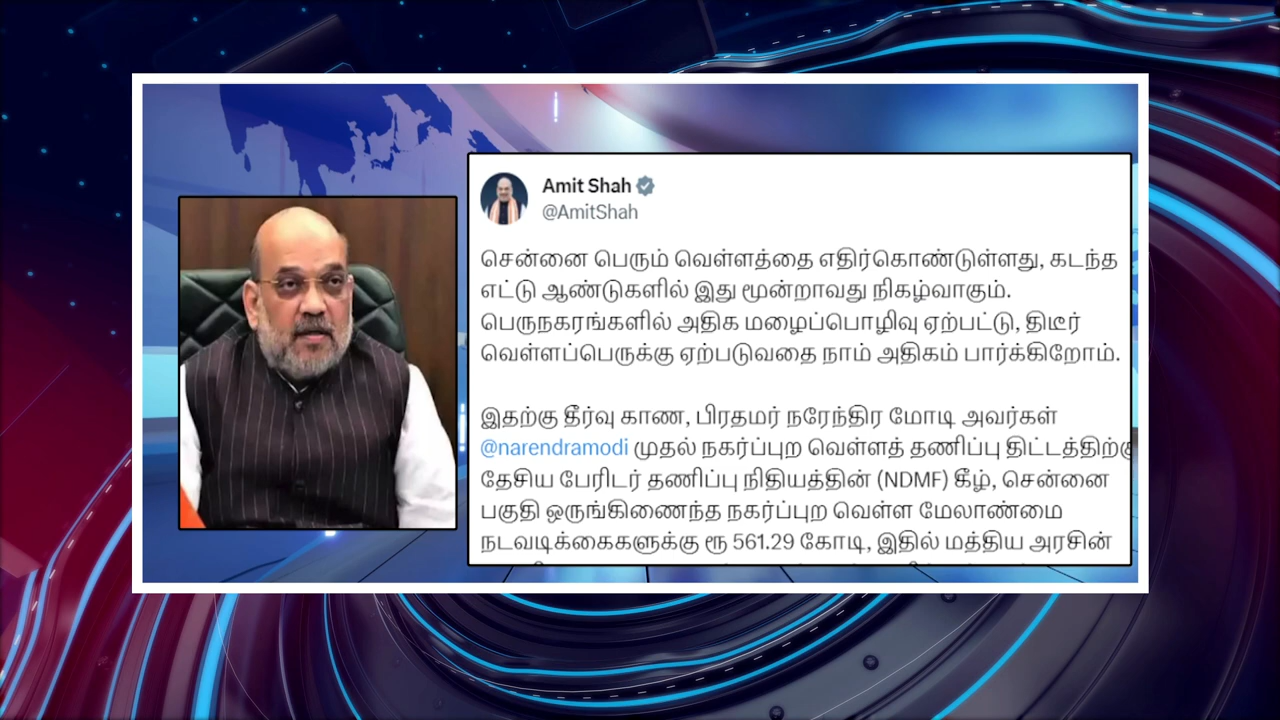 Amit Shah
@AmitShah
சென்னை பெரும் வெள்ளத்தை எதிர்கொண்டுள்ளது, கடந்த
எட்டு ஆண்டுகளில் இது மூன்றாவது நிகழ்வாகும்.
பெருநகரங்களில் அதிக மழைப்பொழிவு ஏற்பட்டு, திடீர்
வெள்ளப்பெருக்கு ஏற்படுவதை நாம் அதிகம் பார்க்கிறோம்.
இதற்கு தீர்வு காண, பிரதமர் நரேந்திர மோடி அவர்கள்
@narendramodi முதல் நகர்ப்புற வெள்ளத் தணிப்பு திட்டத்திற்கு
தேசிய பேரிடர் தணிப்பு நிதியத்தின் (NDMF) கீழ், சென்னை
பகுதி ஒருங்கிணைந்த நகர்ப்புற வெள்ள மேலாண்மை
நடவடிக்கைகளுக்கு ரூ 561.29 கோடி, இதில் மத்திய அரசின்